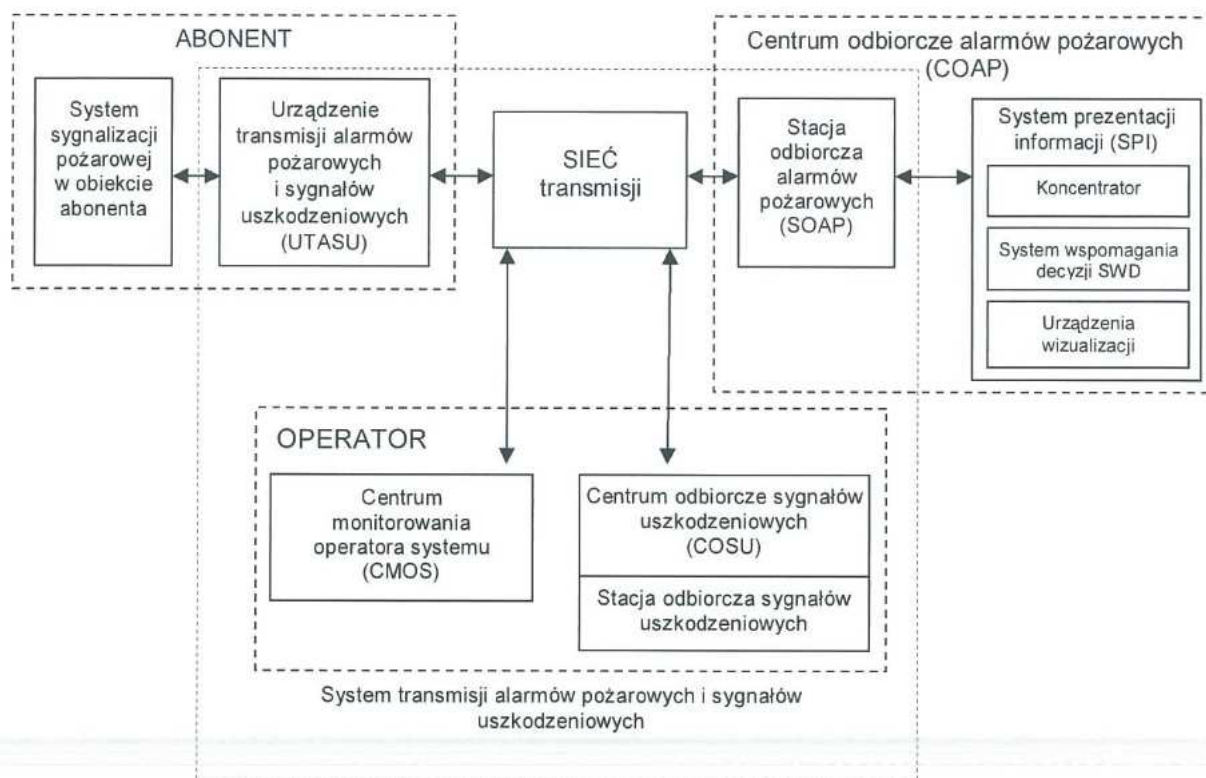 ABONENT
System
sygnalizacji
pożarowej
w obiekcie
abonenta
Urządzenie
transmisji alarmów
pożarowych
i sygnałów
uszkodzeniowych
(UTASU)
SIEĆ
transmisji
Centrum odbiorcze alarmów pożarowych
(COAP)
Stacja
odbiorcza
alarmów
pożarowych
(SOAP)
System prezentacji
informacji (SPI)
Koncentrator
System wspomagania
decyzji SWD
Urządzenia
wizualizacji
OPERATOR
Centrum
monitorowania
operatora systemu
(CMOS)
Centrum odbiorcze sygnałów
uszkodzeniowych
(COSU)
Stacja odbiorcza sygnałów
uszkodzeniowych
System transmisji alarmów pożarowych i sygnałów
uszkodzeniowych